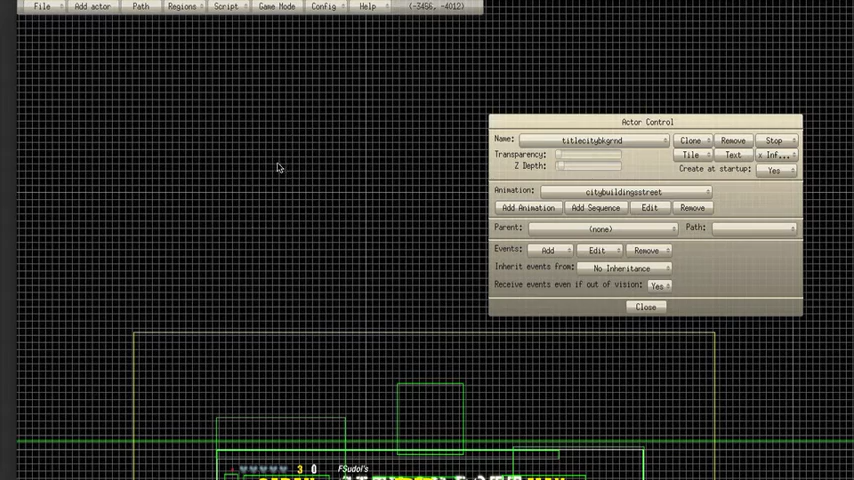 File Add actor Path Regions Script Game Mode Config Help (-3456, -4012)
Actor Control
Name: titlecitybkgrnd Clone Remove Stop
Transparency: Tile Text x Inf...
Z Depth: Create at startup: Yes
Animation: citybuildingsstreet
Add Animation Add Sequence Edit Remove
Parent: (none) Path:
Events: Add Edit Remove
Inherit events from: No Inheritance
Receive events even if out of vision: Yes
Close
3 0 FSudol's